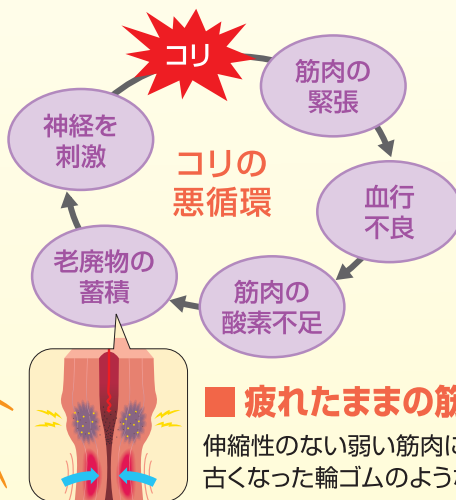 コリ
筋肉の
緊張
血行
不良
筋肉の
酸素不足
老廃物の
蓄積
神経を
刺激
コリの
悪循環
■ 疲れたままの筋
伸縮性のない弱い筋肉に
古くなった輪ゴムのような